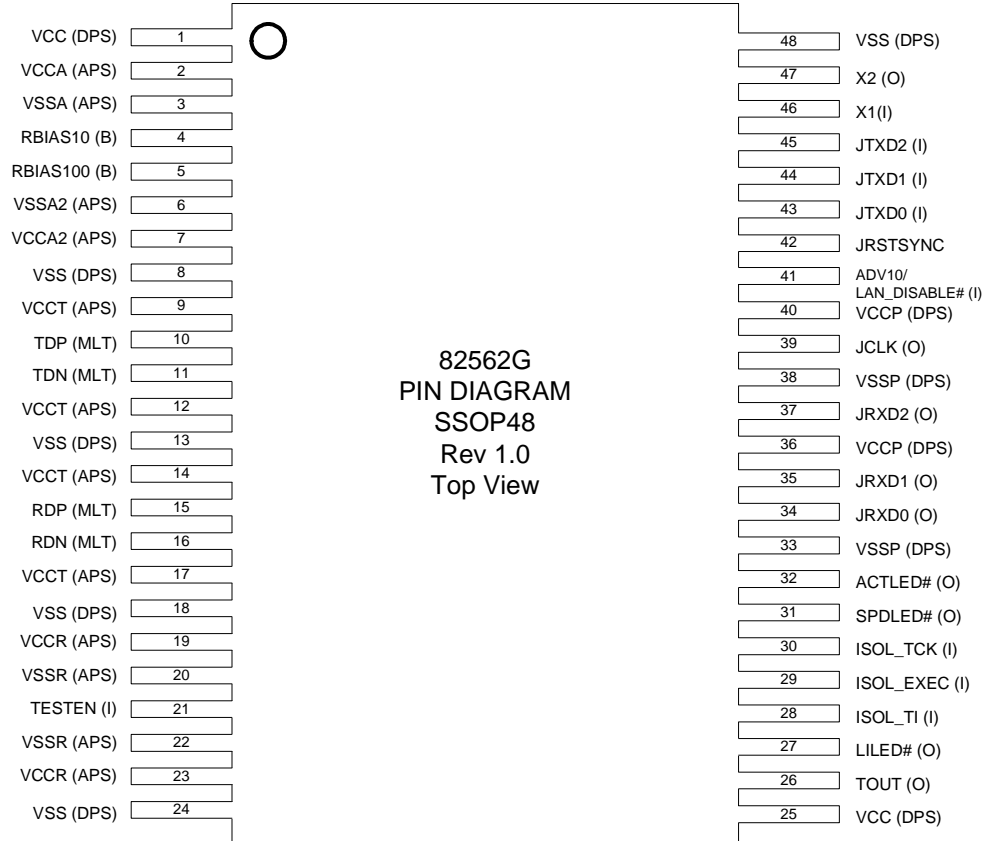 VCC (DPS) 1
VCCA (APS) 2
VSSA (APS) 3
RBIAS10 (B) 4
RBIAS100 (B) 5
VSSA2 (APS) 6
VCCA2 (APS) 7
VSS (DPS) 8
VCCT (APS) 9
TDP (MLT) 10
TDN (MLT) 11
VCCT (APS) 12
VSS (DPS) 13
VCCT (APS) 14
RDP (MLT) 15
RDN (MLT) 16
VCCT (APS) 17
VSS (DPS) 18
VCCR (APS) 19
VSSR (APS) 20
TESTEN (I) 21
VSSR (APS) 22
VCCR (APS) 23
VSS (DPS) 24
82562G
PIN DIAGRAM
SSOP48
Rev 1.0
Top View
48 VSS (DPS)
47 X2 (O)
46 X1(I)
45 JTXD2 (I)
44 JTXD1 (I)
43 JTXD0 (I)
42 JRSTSYNC
41 ADV10/
LAN_DISABLE# (I)
40 VCCP (DPS)
39 JCLK (O)
38 VSSP (DPS)
37 JRXD2 (O)
36 VCCP (DPS)
35 JRXD1 (O)
34 JRXD0 (O)
33 VSSP (DPS)
32 ACTLED# (O)
31 SPDLED# (O)
30 ISOL_TCK (I)
29 ISOL_EXEC (I)
28 ISOL_TI (I)
27 LILED# (O)
26 TOUT (O)
25 VCC (DPS)